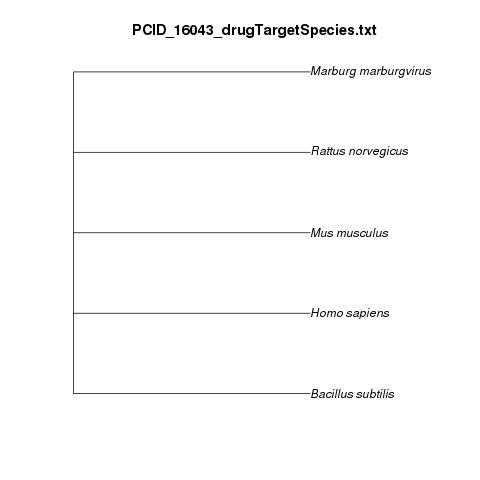 PCID_16043_drugTargetSpecies.txt
Marburg marburgvirus
Rattus norvegicus
Mus musculus
Homo sapiens
Bacillus subtilis